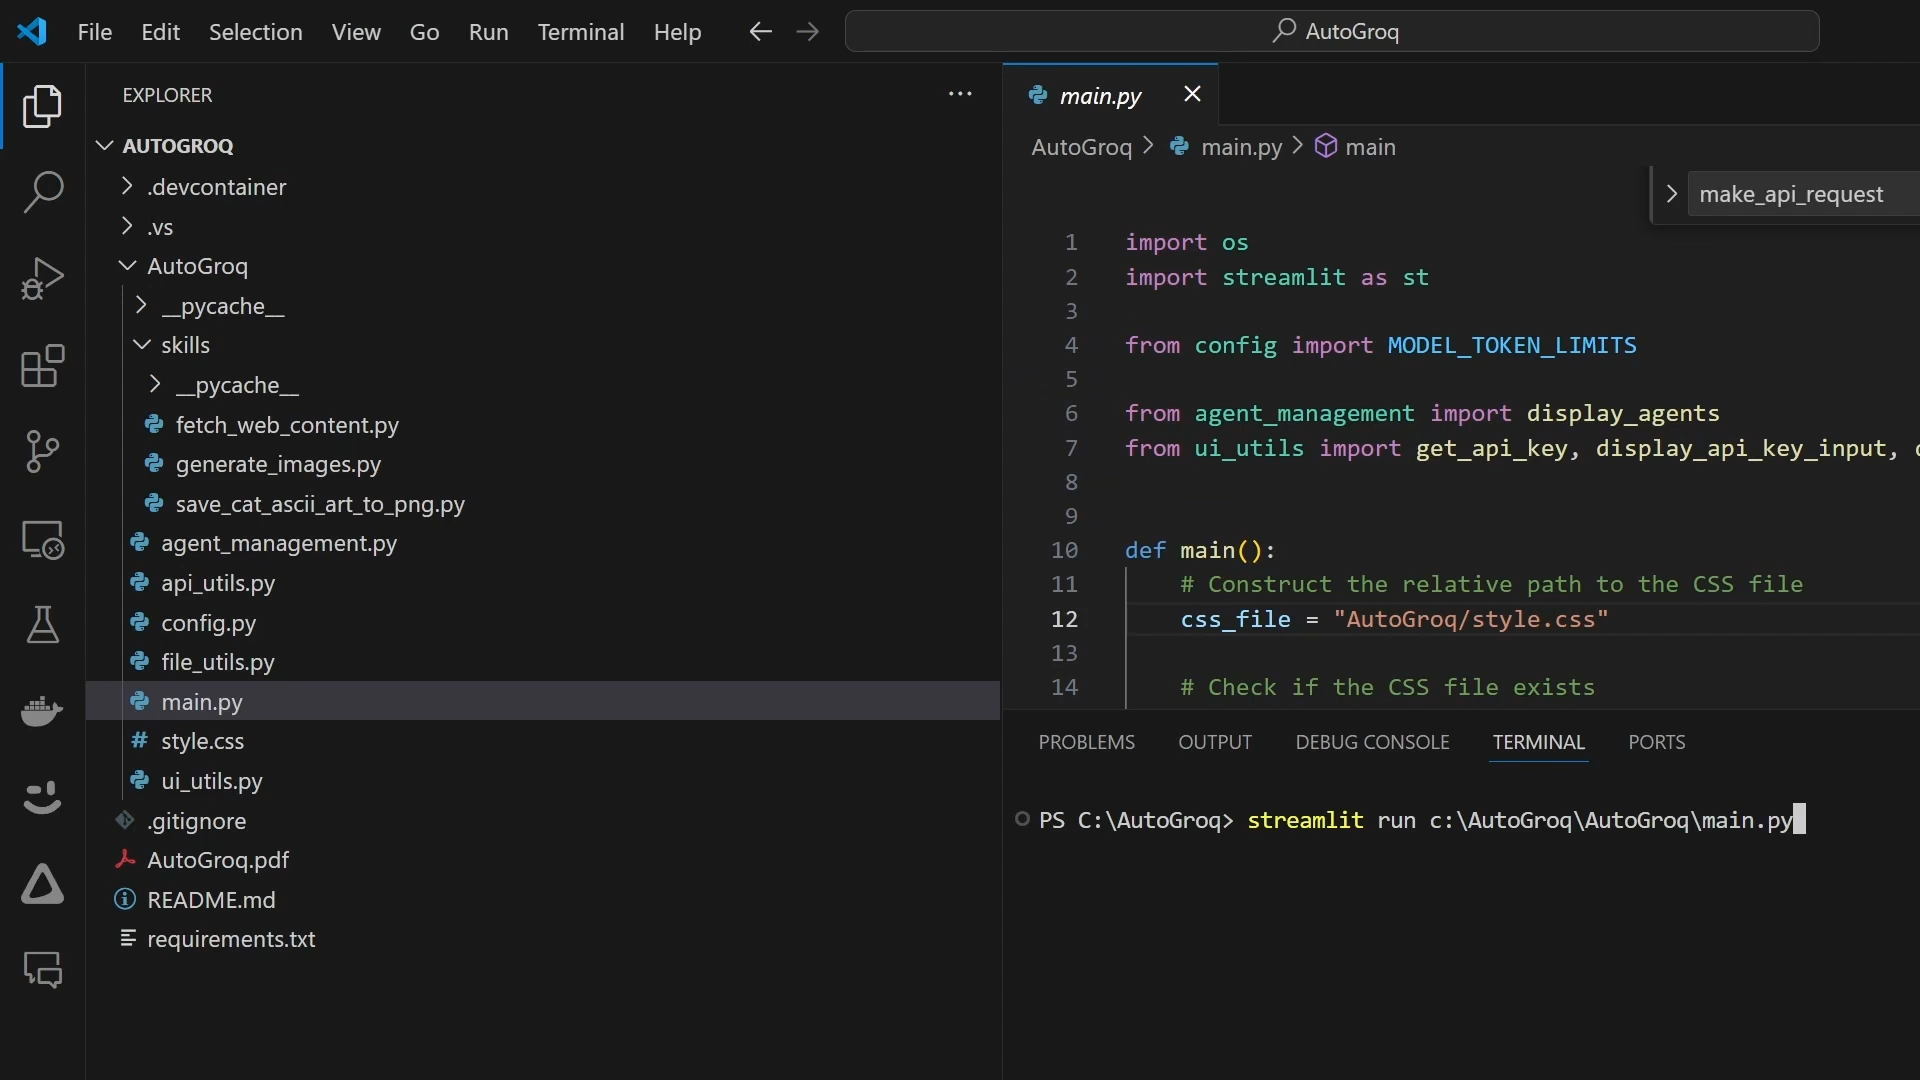 File Edit Selection View Go Run Terminal Help
AutoGroq
EXPLORER
AUTOGROQ
.devcontainer
.vs
AutoGroq
__pycache__
skills
__pycache__
fetch_web_content.py
generate_images.py
save_cat_ascii_art_to_png.py
agent_management.py
api_utils.py
config.py
file_utils.py
main.py
style.css
ui_utils.py
.gitignore
AutoGroq.pdf
README.md
requirements.txt
main.py
AutoGroq > main.py > main
make_api_request
1 import os
2 import streamlit as st
3
4 from config import MODEL_TOKEN_LIMITS
5
6 from agent_management import display_agents
7 from ui_utils import get_api_key, display_api_key_input,
8
9
10 def main():
11 # Construct the relative path to the CSS file
12 css_file = "AutoGroq/style.css"
13
14 # Check if the CSS file exists
PROBLEMS OUTPUT DEBUG CONSOLE TERMINAL PORTS
PS C:\AutoGroq> streamlit run c:\AutoGroq\AutoGroq\main.py